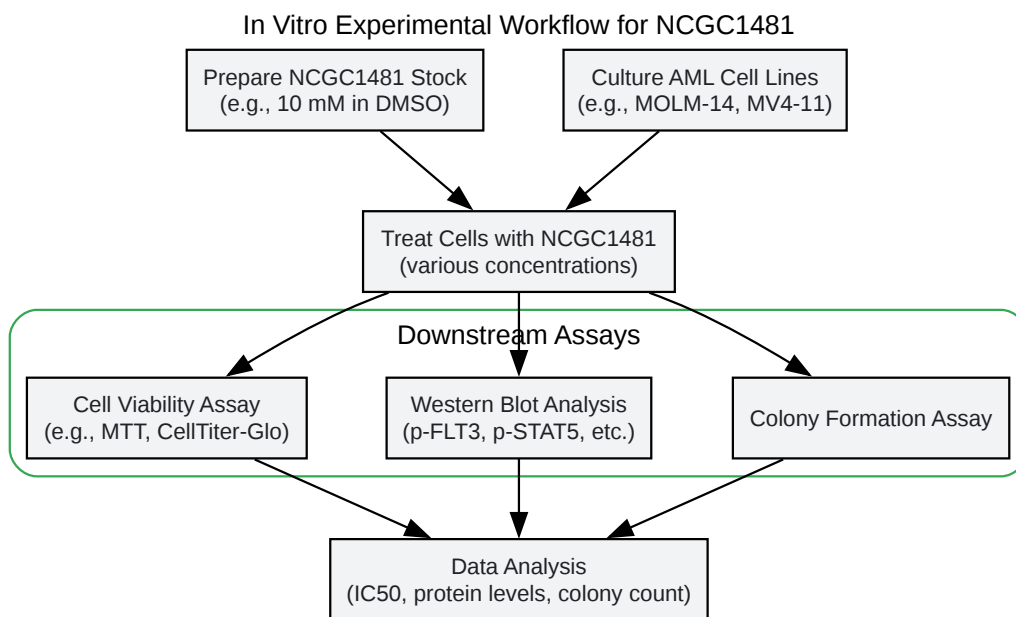 In Vitro Experimental Workflow for NCGC1481
Prepare NCGC1481 Stock
(e.g., 10 mM in DMSO)
Culture AML Cell Lines
(e.g., MOLM-14, MV4-11)
Treat Cells with NCGC1481
(various concentrations)
Downstream Assays
Cell Viability Assay
(e.g., MTT, CellTiter-Glo)
Western Blot Analysis
(p-FLT3, p-STAT5, etc.)
Colony Formation Assay
Data Analysis
(IC50, protein levels, colony count)